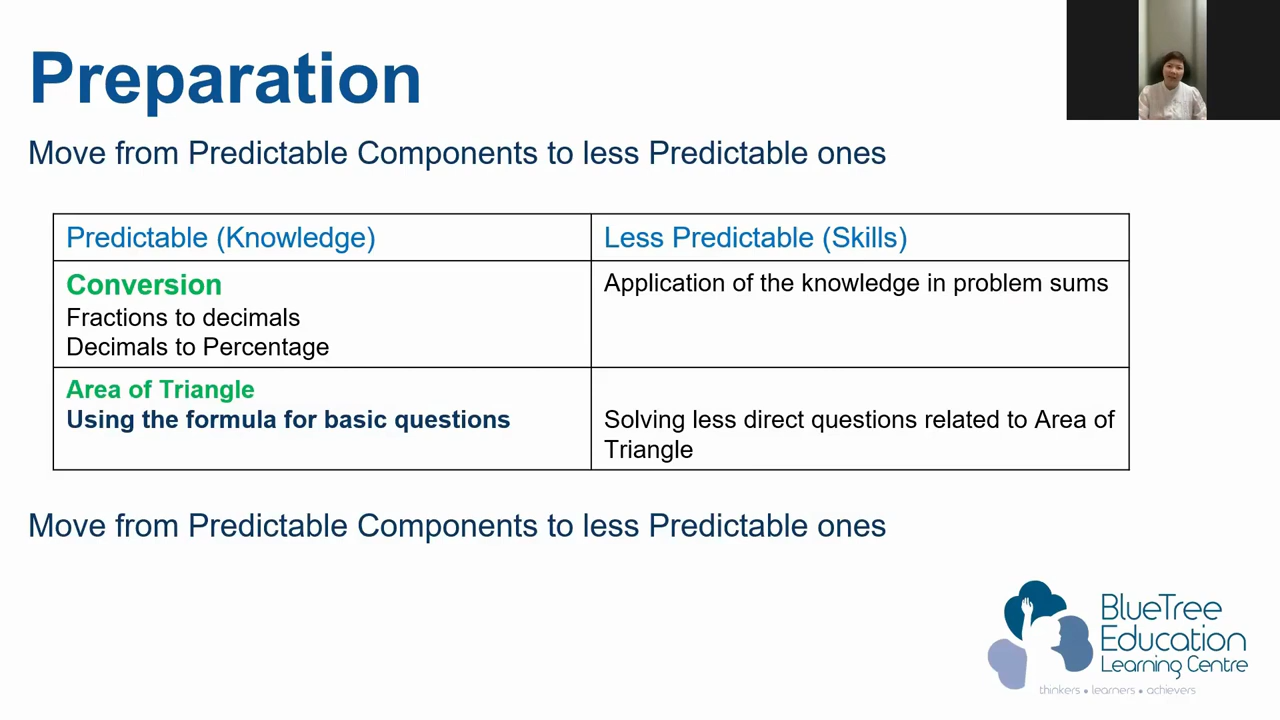 Preparation
Move from Predictable Components to less Predictable ones
Predictable (Knowledge)
Less Predictable (Skills)
Conversion
Fractions to decimals
Decimals to Percentage
Application of the knowledge in problem sums
Area of Triangle
Using the formula for basic questions
Solving less direct questions related to Area of
Triangle
Move from Predictable Components to less Predictable ones
BlueTree
Education
Learning Centre
thinkers • learners • achievers